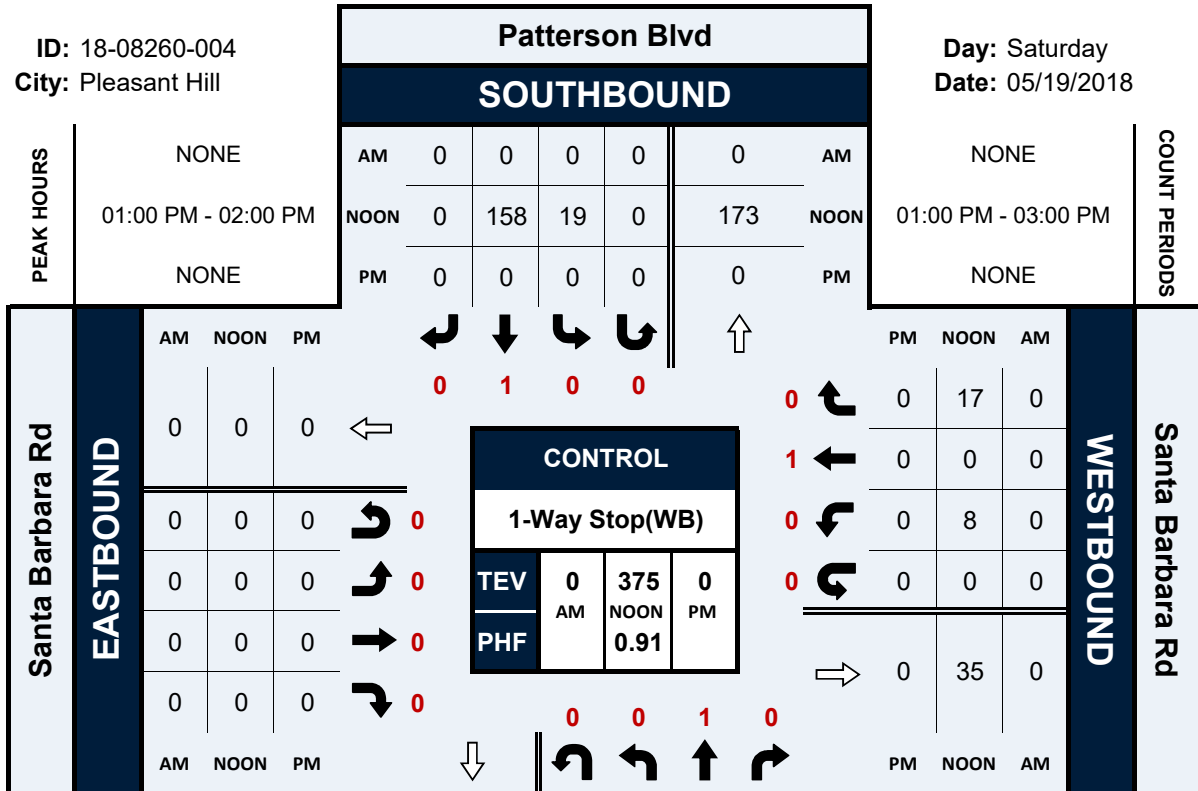 ID: 18-08260-004
City: Pleasant Hill
Patterson Blvd
SOUTHBOUND
Day: Saturday
Date: 05/19/2018
PEAK HOURS
NONE
01:00 PM - 02:00 PM
NONE
AM 0 0 0 0 0 AM
NOON 0 158 19 0 173 NOON
PM 0 0 0 0 0 PM
NONE
01:00 PM - 03:00 PM
NONE
COUNT PERIODS
0 1 0 0
Santa Barbara Rd
EASTBOUND
AM NOON PM
0 0 0
0 0 0 0
0 0 0 0
0 0 0 0
0 0 0 0
AM NOON PM
CONTROL
1-Way Stop(WB)
TEV 0 375 0
AM NOON PM
PHF 0.91
PM NOON AM
0 0 17 0
1 0 0 0
0 0 8 0
0 0 0 0
0 35 0
PM NOON AM
WESTBOUND
Santa Barbara Rd
0 0 1 0